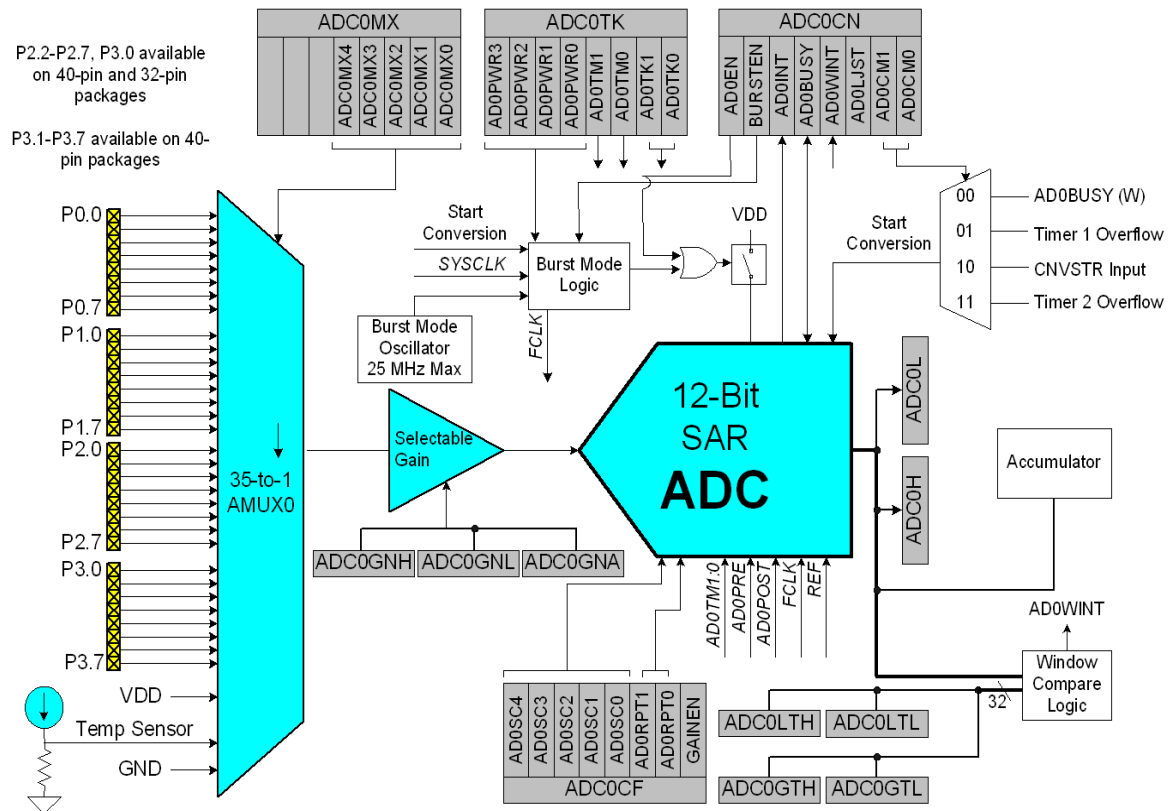 ADC0MX
ADC0MX4
ADC0MX3
ADC0MX2
ADC0MX1
ADC0MX0
ADC0TK
AD0PWR3
AD0PWR2
AD0PWR1
AD0PWR0
AD0TM1
AD0TM0
AD0TK1
AD0TK0
ADC0CN
AD0EN
BURSTEN
AD0INT
AD0BUSY
AD0WINT
AD0LJST
AD0CM1
AD0CM0
P2.2-P2.7, P3.0 available
on 40-pin and 32-pin
packages
P3.1-P3.7 available on 40-
pin packages
P0.0
P0.7
P1.0
P1.7
P2.0
P2.7
P3.0
P3.7
VDD
Temp Sensor
GND
35-to-1
AMUX0
Start
Conversion
SYSCLK
Burst Mode
Logic
Burst Mode
Oscillator
25 MHz Max
FCLK
VDD
Start
Conversion
00
01
10
11
AD0BUSY (W)
Timer 1 Overflow
CNVSTR Input
Timer 2 Overflow
Selectable
Gain
ADC0GNH
ADC0GNL
ADC0GNA
12-Bit
SAR
ADC
ADC0L
ADC0H
Accumulator
AD0TM1:0
AD0PRE
AD0POST
FCLK
REF
AD0WINT
Window
Compare
Logic
32
ADC0LTH
ADC0LTL
ADC0GTH
ADC0GTL
AD0SC4
AD0SC3
AD0SC2
AD0SC1
AD0SC0
AD0RPT1
AD0RPT0
GAINEN
ADC0CF